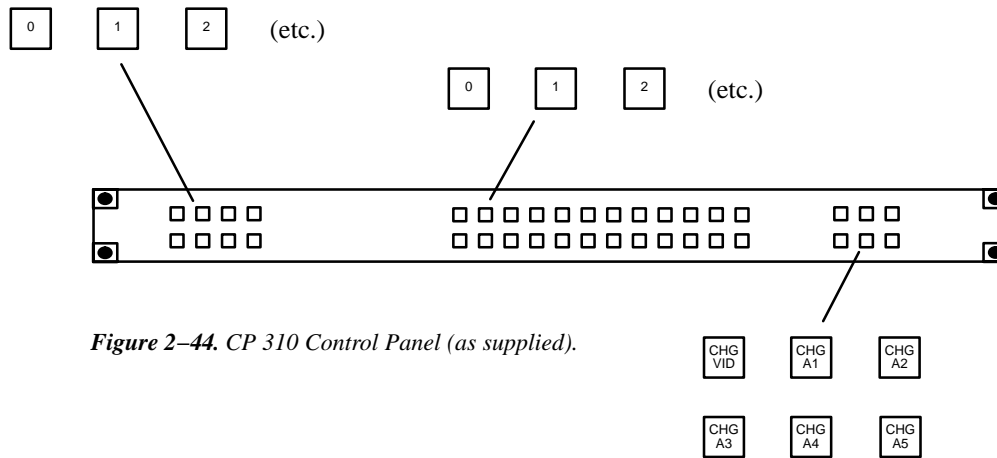 0 1 2 (etc.)
0 1 2 (etc.)
Figure 2–44. CP 310 Control Panel (as supplied).
CHG VID CHG A1 CHG A2
CHG A3 CHG A4 CHG A5